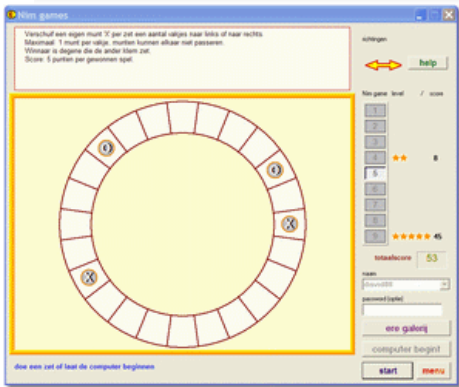 Nim games
Verschuif een eigen munt 'X' per zet een aantal vakjes naar links of naar rechts.
Maximaal 1 munt per vakje, munten kunnen elkaar niet passeren.
Winnaar is degene die de ander klem zet.
Score: 5 punten per gewonnen spel.
richtingen
help
Nim game level / score
1
2
3
4 8
5
6
7
8
9 45
totaalscore 53
naam
password (optie)
ere galerij
computer begint
start menu
doe een zet of laat de computer beginnen
X
X